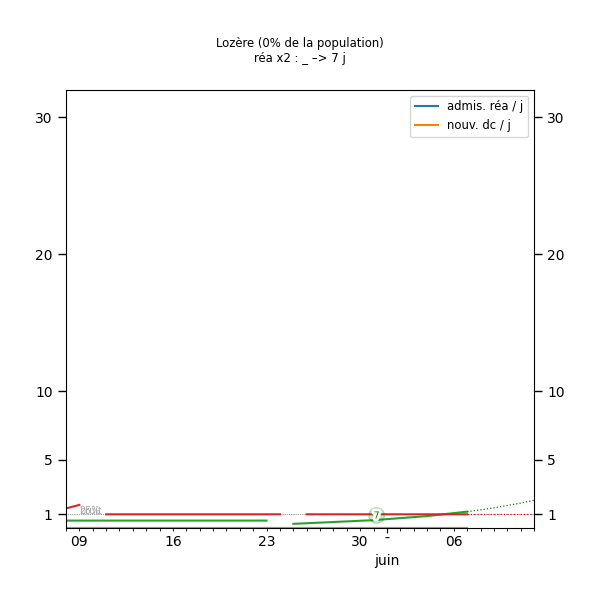 Lozère (0% de la population)
réa x2 : _ –> 7 j
admis. réa / j
nouv. dc / j
30 30
20 20
10 10
5 5
1 1
7
09 16 23 30 - 06
juin